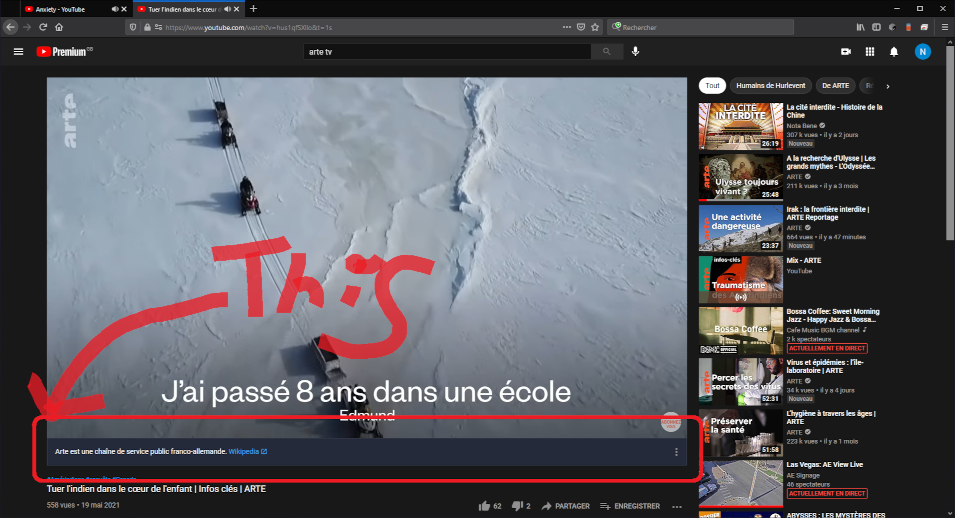 Anxiety - YouTube
Tuer l'indien dans le cœur d
https://www.youtube.com/watch?v=hus1qf5XIio&t=1s
Rechercher
Premium
arte tv
N
arte
This
J'ai passé 8 ans dans une école
Edmund
Arte est une chaîne de service public franco-allemande. Wikipedia
Tuer l'indien dans le cœur de l'enfant | Infos clés | ARTE
558 vues • 19 mai 2021
62
2
PARTAGER
ENREGISTRER
Tout
Humains de Hurlevent
De ARTE
LA CITÉ
INTERDITE
26:19
La cité interdite - Histoire de la
Chine
Nota Bene
307 k vues • il y a 2 jours
Nouveau
arte
Ulysse toujours
vivant ?
25:48
A la recherche d'Ulysse | Les
grands mythes - L'Odyssée...
ARTE
211 k vues • il y a 3 mois
arte
Une activité
dangereuse
23:37
Irak : la frontière interdite |
ARTE Reportage
ARTE
664 vues • il y a 47 minutes
Nouveau
infos-clés
Traumatisme
des Amérindiens
Mix - ARTE
YouTube
Bossa Coffee
BGM OFFICIEL
Bossa Coffee: Sweet Morning
Jazz - Happy Jazz & Bossa...
Cafe Music BGM channel
2 k spectateurs
ACTUELLEMENT EN DIRECT
arte
Percer les
secrets des virus
52:31
Virus et épidémies : l'île-
laboratoire | ARTE
ARTE
34 k vues • il y a 4 jours
Nouveau
arte
Préserver
la santé
51:58
L'hygiène à travers les âges |
ARTE
ARTE
223 k vues • il y a 1 mois
Las Vegas: AE View Live
AE Signage
46 spectateurs
ACTUELLEMENT EN DIRECT
ABYSSES : LES MYSTÈRES DES